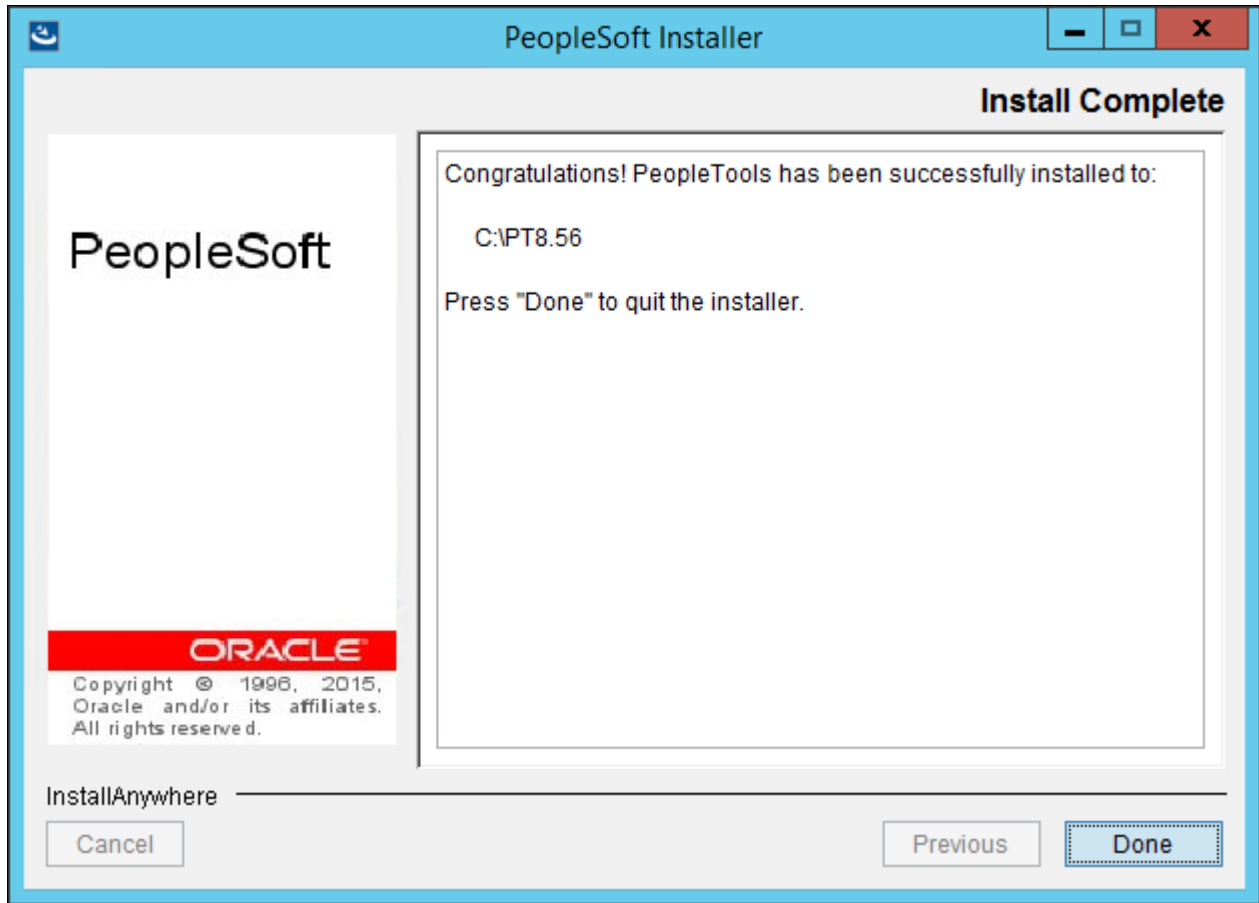 PeopleSoft Installer
Install Complete
PeopleSoft
Congratulations! PeopleTools has been successfully installed to:
C:\PT8.56
Press "Done" to quit the installer.
ORACLE
Copyright © 1996, 2015,
Oracle and/or its affiliates.
All rights reserved.
InstallAnywhere
Cancel
Previous
Done